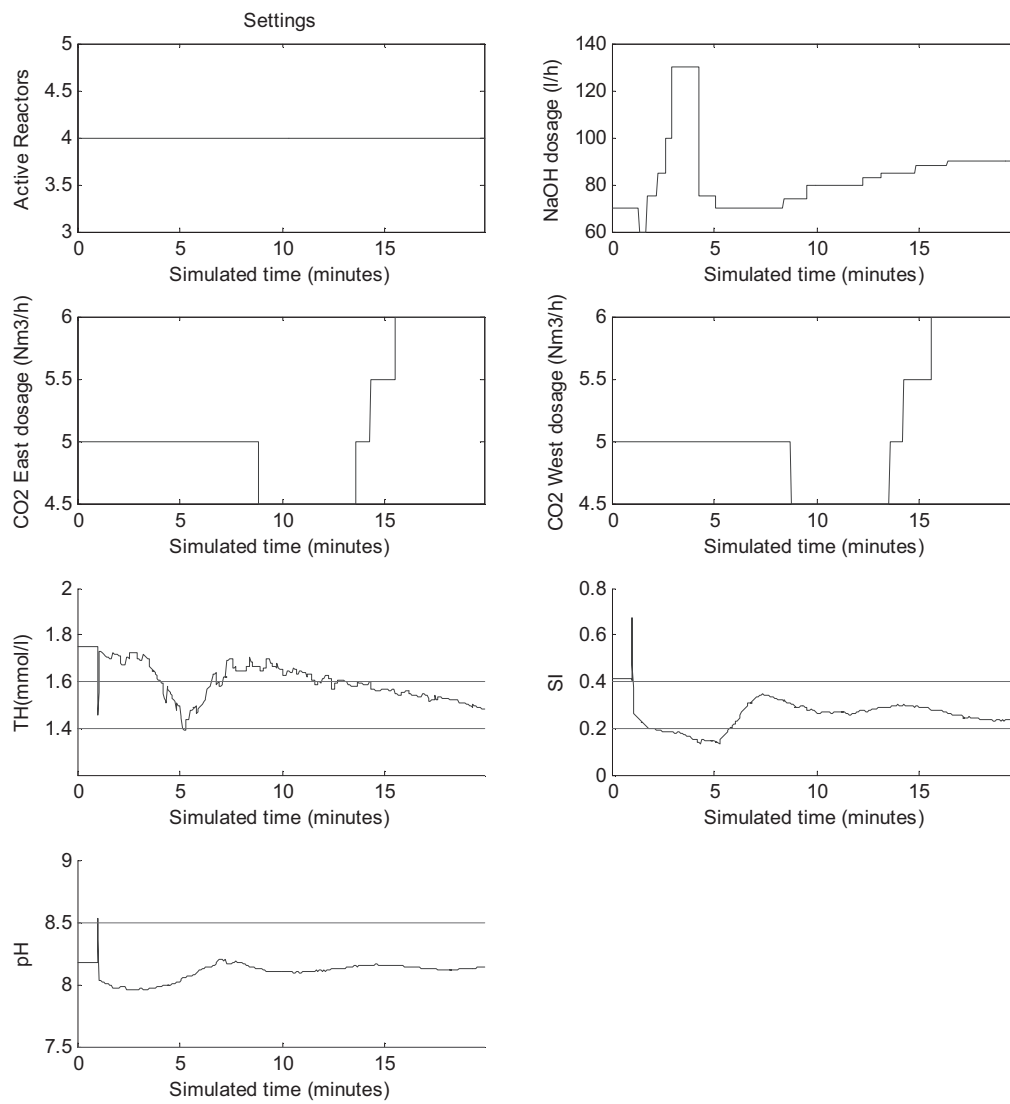 Settings
5
4.5
4
3.5
3
Active Reactors
0 5 10 15
Simulated time (minutes)
140
120
100
80
60
NaOH dosage (l/h)
0 5 10 15
Simulated time (minutes)
6
5.5
5
4.5
CO2 East dosage (Nm3/h)
0 5 10 15
Simulated time (minutes)
6
5.5
5
4.5
CO2 West dosage (Nm3/h)
0 5 10 15
Simulated time (minutes)
2
1.8
1.6
1.4
TH(mmol/l)
0 5 10 15
Simulated time (minutes)
0.8
0.6
0.4
0.2
0
SI
0 5 10 15
Simulated time (minutes)
9
8.5
8
7.5
pH
0 5 10 15
Simulated time (minutes)